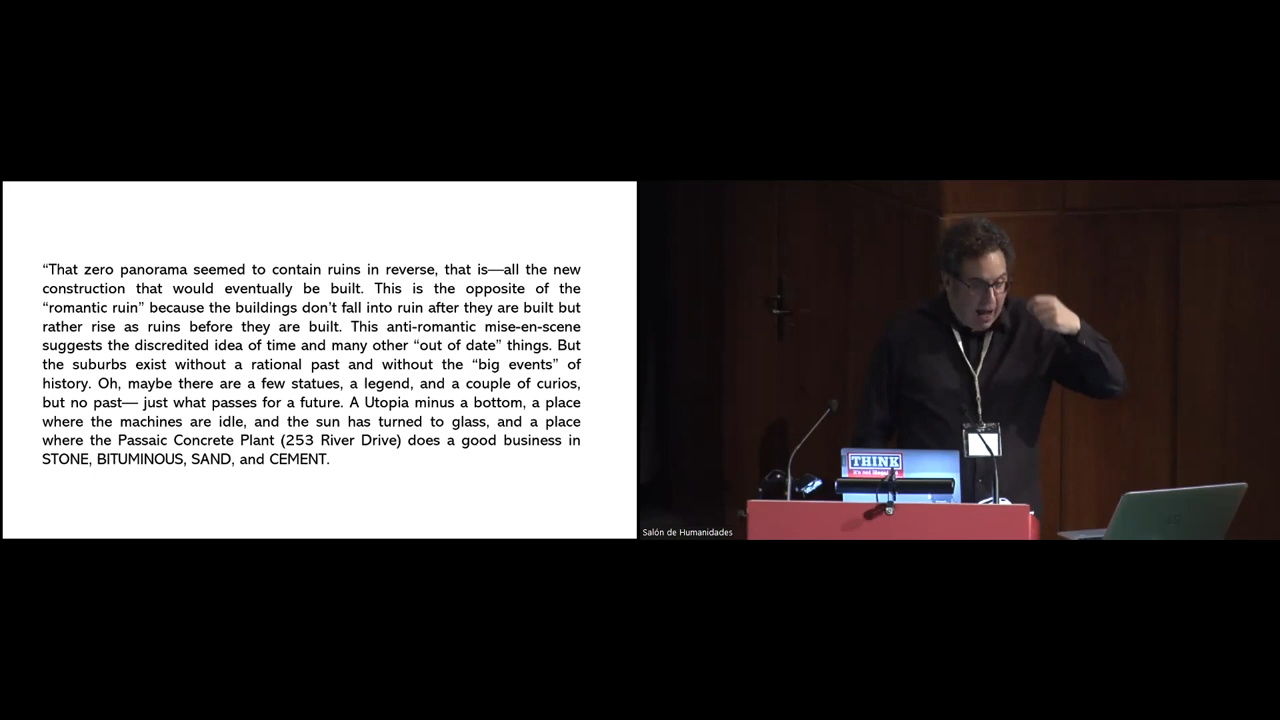 “That zero panorama seemed to contain ruins in reverse, that is—all the new
construction that would eventually be built. This is the opposite of the
“romantic ruin” because the buildings don’t fall into ruin after they are built but
rather rise as ruins before they are built. This anti-romantic mise-en-scene
suggests the discredited idea of time and many other “out of date” things. But
the suburbs exist without a rational past and without the “big events” of
history. Oh, maybe there are a few statues, a legend, and a couple of curios,
but no past— just what passes for a future. A Utopia minus a bottom, a place
where the machines are idle, and the sun has turned to glass, and a place
where the Passaic Concrete Plant (253 River Drive) does a good business in
STONE, BITUMINOUS, SAND, and CEMENT.
THINK
it's not
Salón de Humanidades